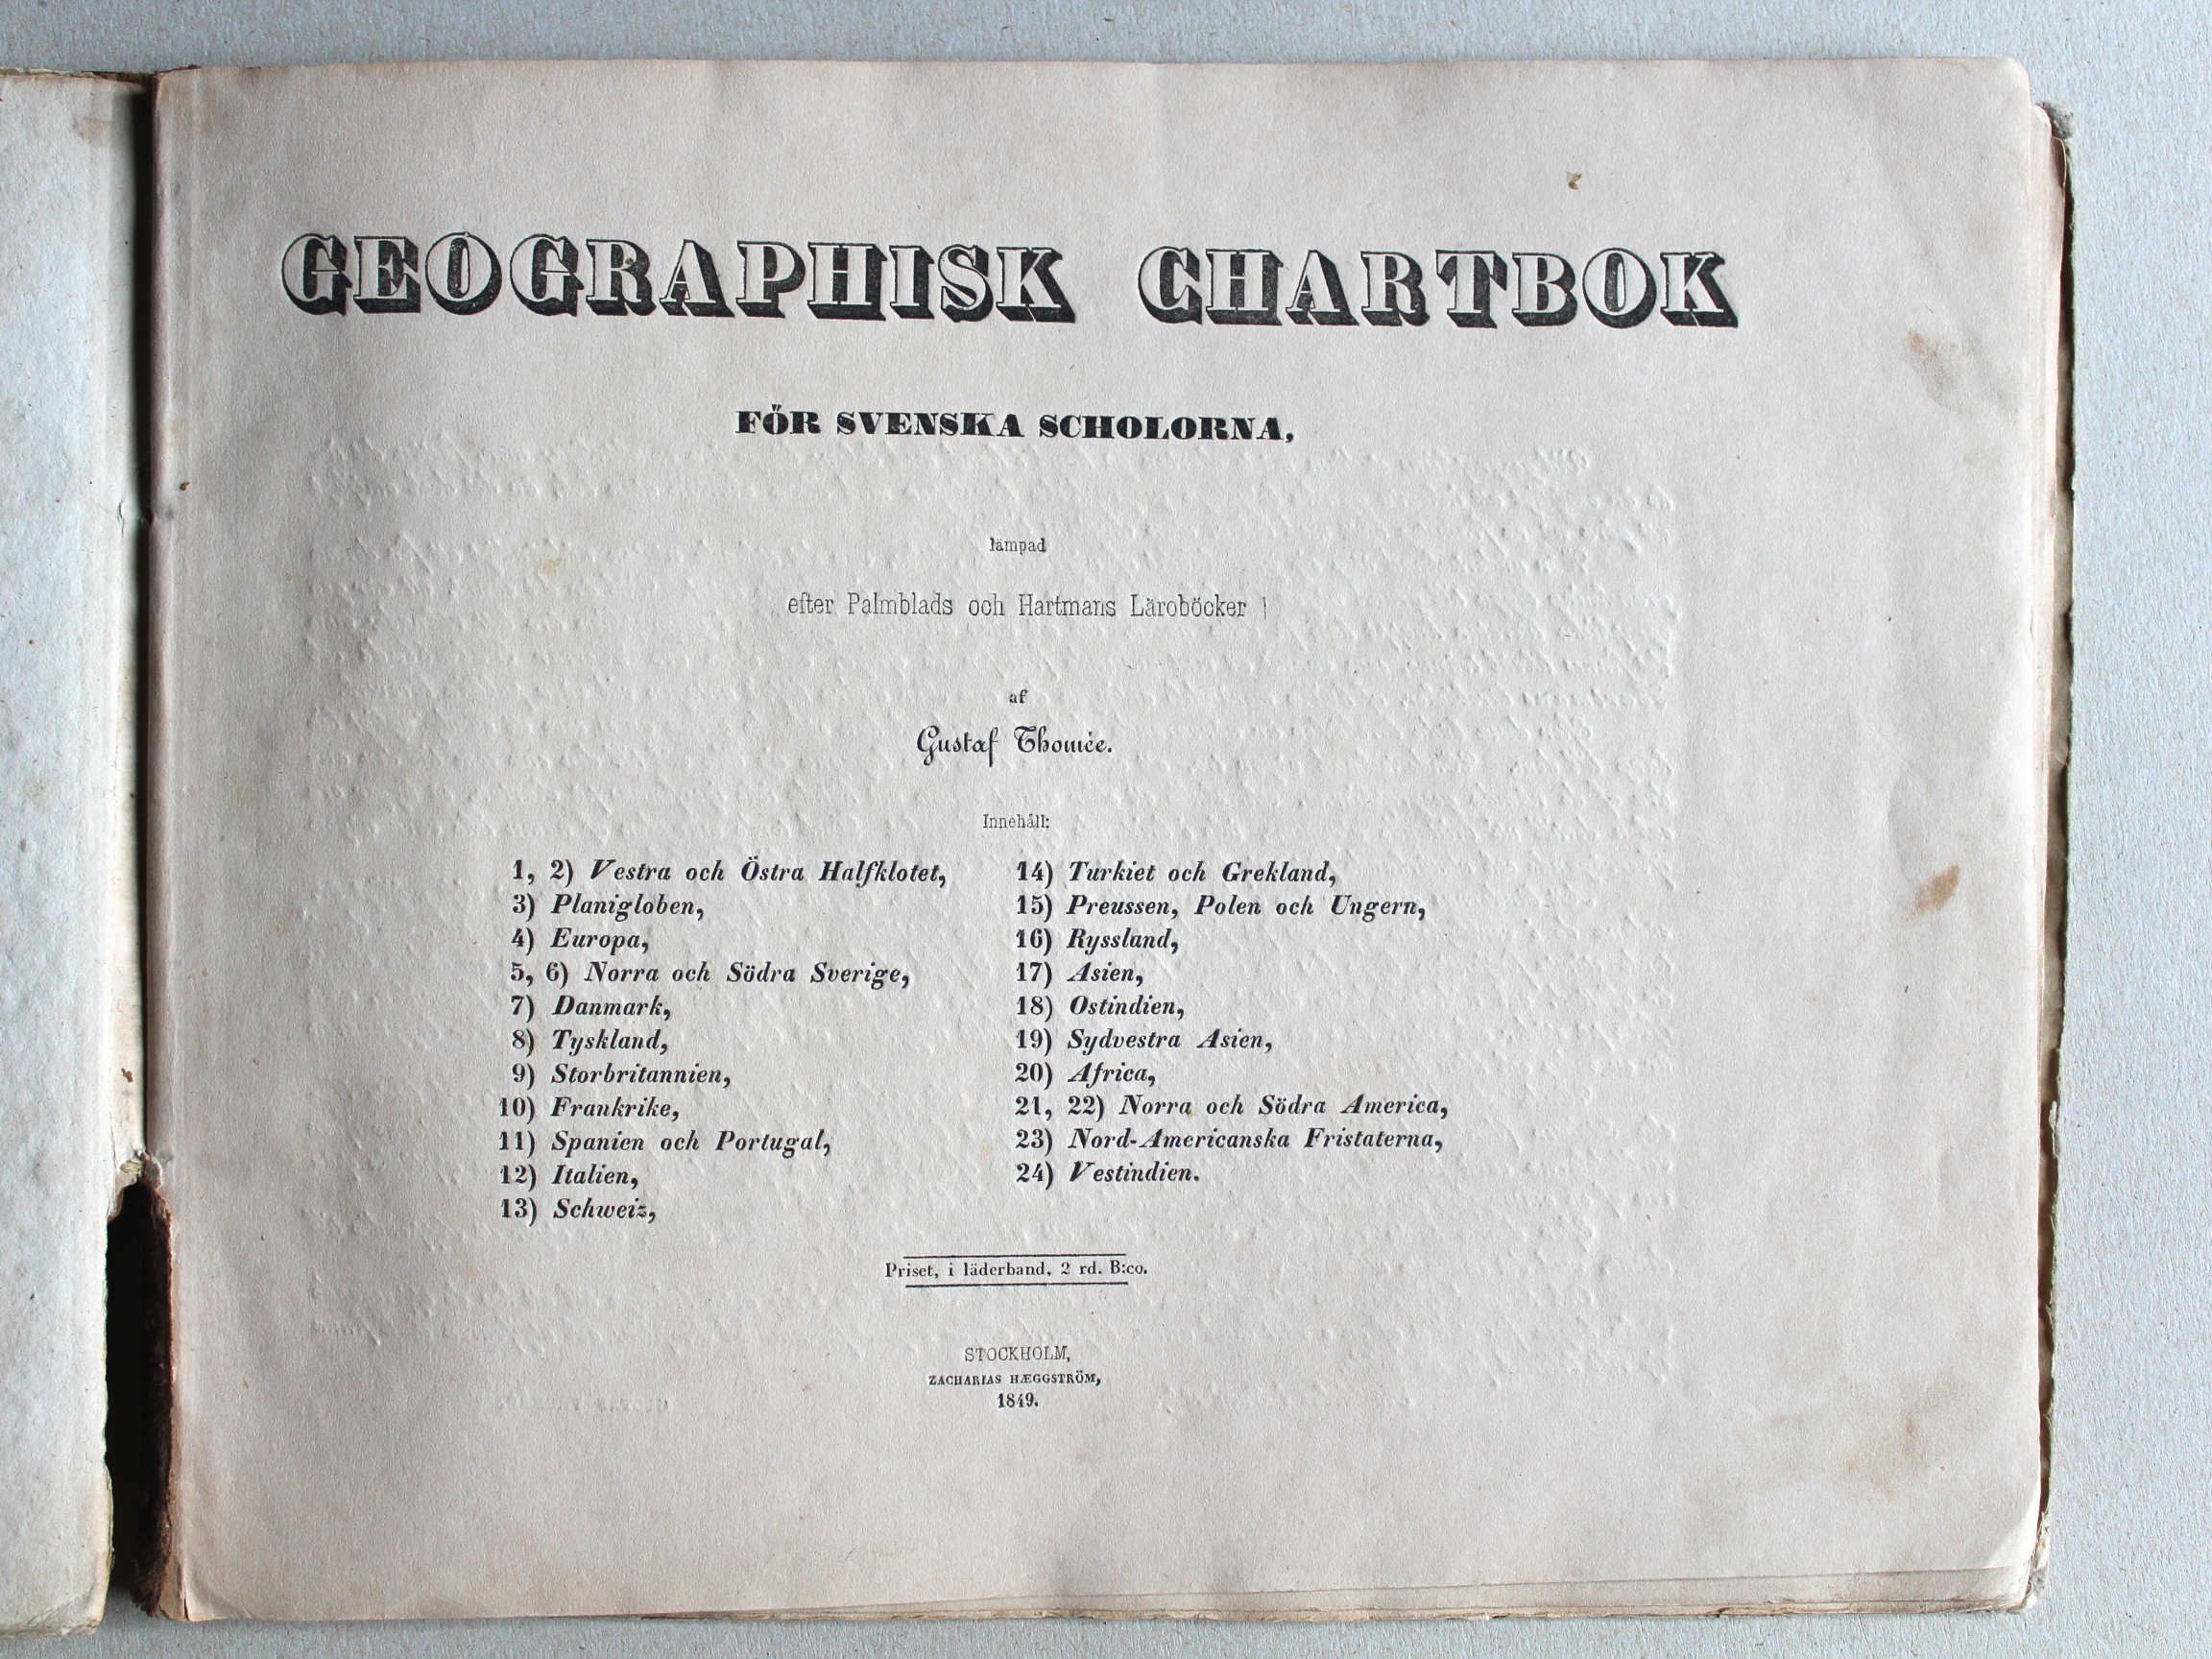 GEOGRAPHISK CHARTBOK
FÖR SVENSKA SCHOLORNA,
lämpad
efter Palmblads och Hartmans Läroböcker
af
Gustaf Thomée.
Innehåll:
1, 2) Vestra och Östra Halfklotet,
3) Planigloben,
4) Europa,
5, 6) Norra och Södra Sverige,
7) Danmark,
8) Tyskland,
9) Storbritannien,
10) Frankrike,
11) Spanien och Portugal,
12) Italien,
13) Schweiz,
14) Turkiet och Grekland,
15) Preussen, Polen och Ungern,
16) Ryssland,
17) Asien,
18) Ostindien,
19) Sydvestra Asien,
20) Africa,
21, 22) Norra och Södra America,
23) Nord-Americanska Fristaterna,
24) Vestindien.
Priset, i läderband, 2 rd. B:co.
STOCKHOLM,
ZACHARIAS HÆGGSTRÖM,
1849.